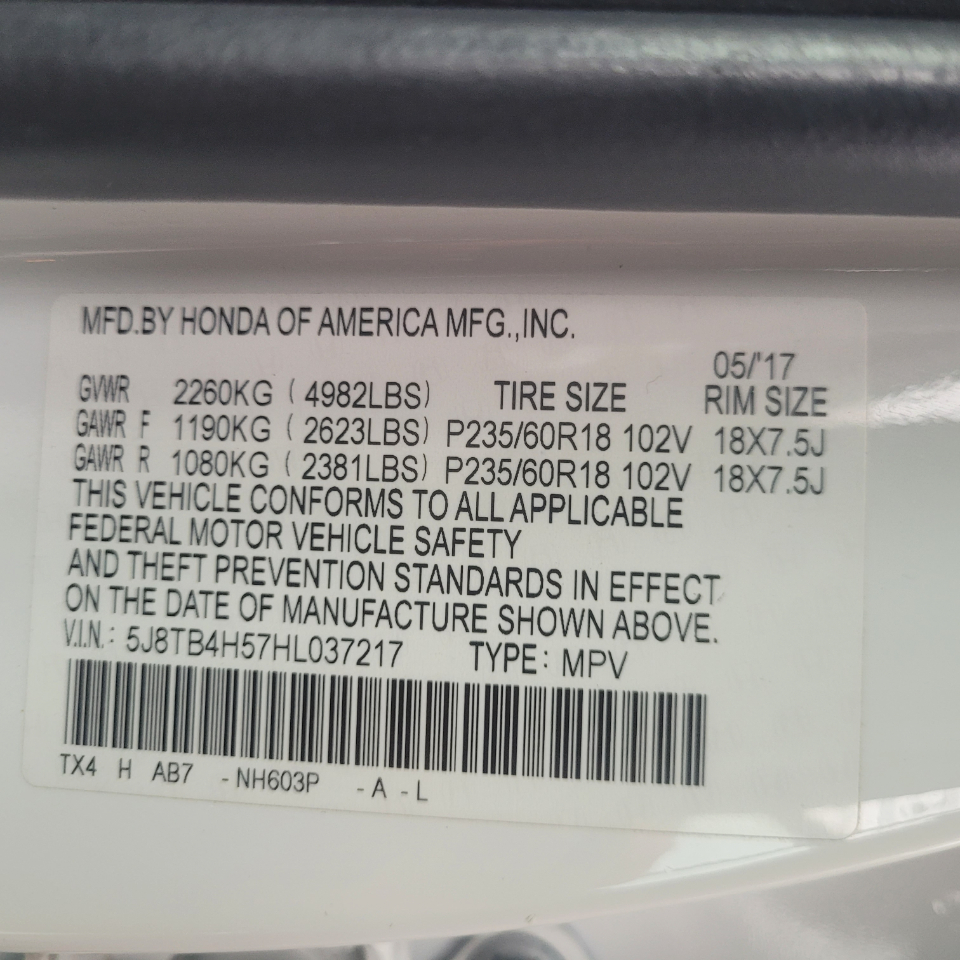 MFD.BY HONDA OF AMERICA MFG.,INC.
05/'17
GVWR 2260KG ( 4982LBS) TIRE SIZE RIM SIZE
GAWR F 1190KG ( 2623LBS) P235/60R18 102V 18X7.5J
GAWR R 1080KG ( 2381LBS) P235/60R18 102V 18X7.5J
THIS VEHICLE CONFORMS TO ALL APPLICABLE
FEDERAL MOTOR VEHICLE SAFETY
AND THEFT PREVENTION STANDARDS IN EFFECT
ON THE DATE OF MANUFACTURE SHOWN ABOVE.
V.I.N.: 5J8TB4H57HL037217 TYPE: MPV
TX4 H AB7 -NH603P -A -L